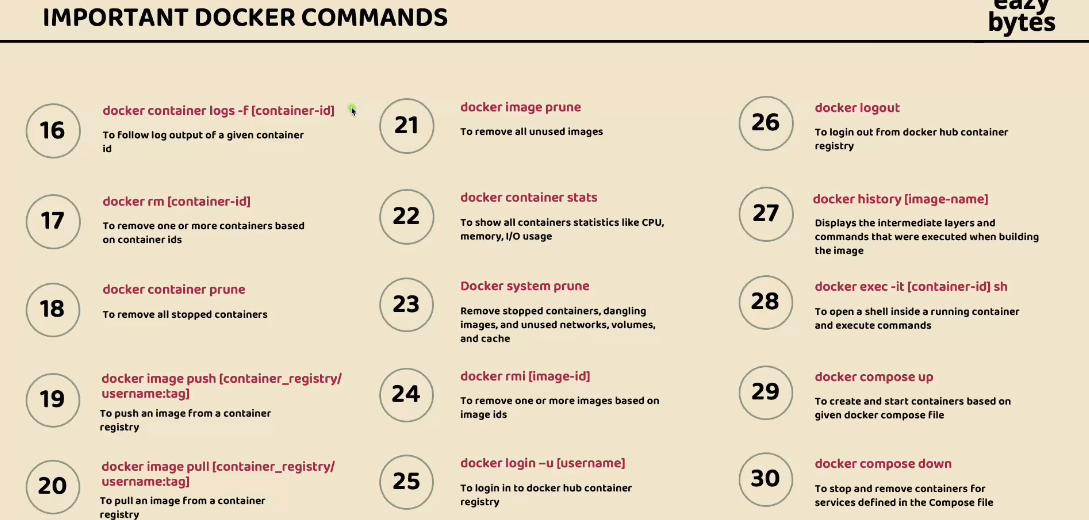 IMPORTANT DOCKER COMMANDS
eazy
bytes
16
docker container logs -f [container-id]
To follow log output of a given container
id
17
docker rm [container-id]
To remove one or more containers based
on container ids
18
docker container prune
To remove all stopped containers
19
docker image push [container_registry/
username:tag]
To push an image from a container
registry
20
docker image pull [container_registry/
username:tag]
To pull an image from a container
registry
21
docker image prune
To remove all unused images
22
docker container stats
To show all containers statistics like CPU,
memory, I/O usage
23
Docker system prune
Remove stopped containers, dangling
images, and unused networks, volumes,
and cache
24
docker rmi [image-id]
To remove one or more images based on
image ids
25
docker login –u [username]
To login in to docker hub container
registry
26
docker logout
To login out from docker hub container
registry
27
docker history [image-name]
Displays the intermediate layers and
commands that were executed when building
the image
28
docker exec -it [container-id] sh
To open a shell inside a running container
and execute commands
29
docker compose up
To create and start containers based on
given docker compose file
30
docker compose down
To stop and remove containers for
services defined in the Compose file